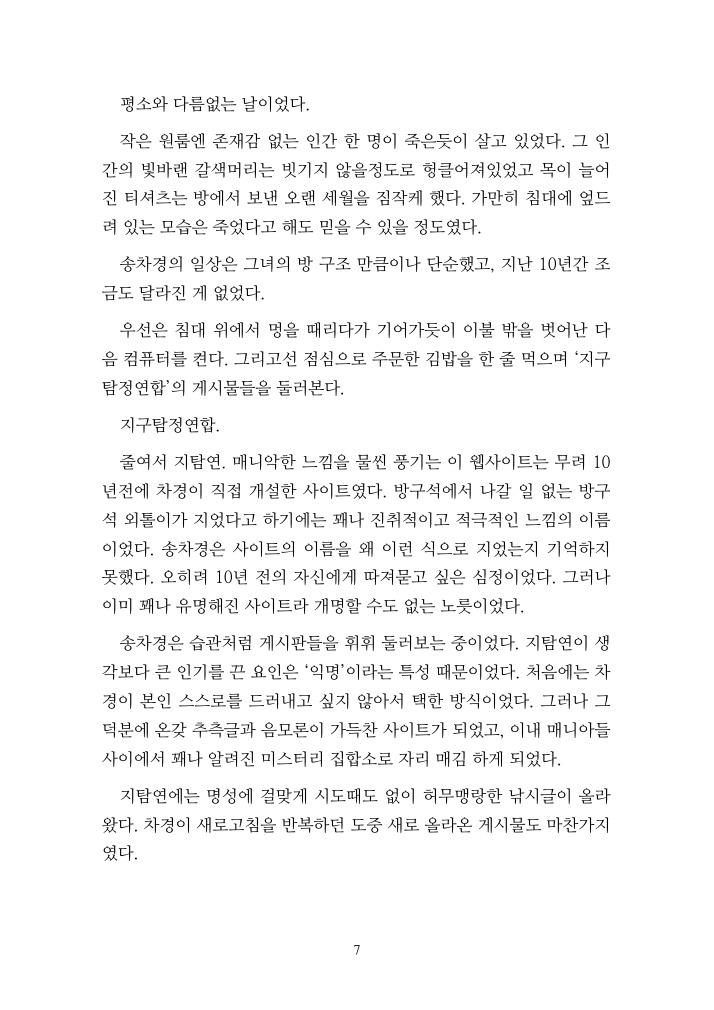 평소와 다름없는 날이었다.
작은 원룸엔 존재감 없는 인간 한 명이 죽은듯이 살고 있었다. 그 인
간의 빛바랜 갈색머리는 빗기지 않을정도로 헝클어져있었고 목이 늘어
진 티셔츠는 방에서 보낸 오랜 세월을 짐작케 했다. 가만히 침대에 엎드
려 있는 모습은 죽었다고 해도 믿을 수 있을 정도였다.
송차경의 일상은 그녀의 방 구조 만큼이나 단순했고, 지난 10년간 조
금도 달라진 게 없었다.
우선은 침대 위에서 멍을 때리다가 기어가듯이 이불 밖을 벗어난 다
음 컴퓨터를 켠다. 그리고선 점심으로 주문한 김밥을 한 줄 먹으며 ‘지구
탐정연합’의 게시물들을 둘러본다.
지구탐정연합.
줄여서 지탐연. 매니악한 느낌을 물씬 풍기는 이 웹사이트는 무려 10
년전에 차경이 직접 개설한 사이트였다. 방구석에서 나갈 일 없는 방구
석 외톨이가 지었다고 하기에는 꽤나 진취적이고 적극적인 느낌의 이름
이었다. 송차경은 사이트의 이름을 왜 이런 식으로 지었는지 기억하지
못했다. 오히려 10년 전의 자신에게 따져묻고 싶은 심정이었다. 그러나
이미 꽤나 유명해진 사이트라 개명할 수도 없는 노릇이었다.
송차경은 습관처럼 게시판들을 휘휘 둘러보는 중이었다. 지탐연이 생
각보다 큰 인기를 끈 요인은 ‘익명’이라는 특성 때문이었다. 처음에는 차
경이 본인 스스로를 드러내고 싶지 않아서 택한 방식이었다. 그러나 그
덕분에 온갖 추측글과 음모론이 가득찬 사이트가 되었고, 이내 매니아들
사이에서 꽤나 알려진 미스터리 집합소로 자리 매김 하게 되었다.
지탐연에는 명성에 걸맞게 시도때도 없이 허무맹랑한 낚시글이 올라
왔다. 차경이 새로고침을 반복하던 도중 새로 올라온 게시물도 마찬가지
였다.
7